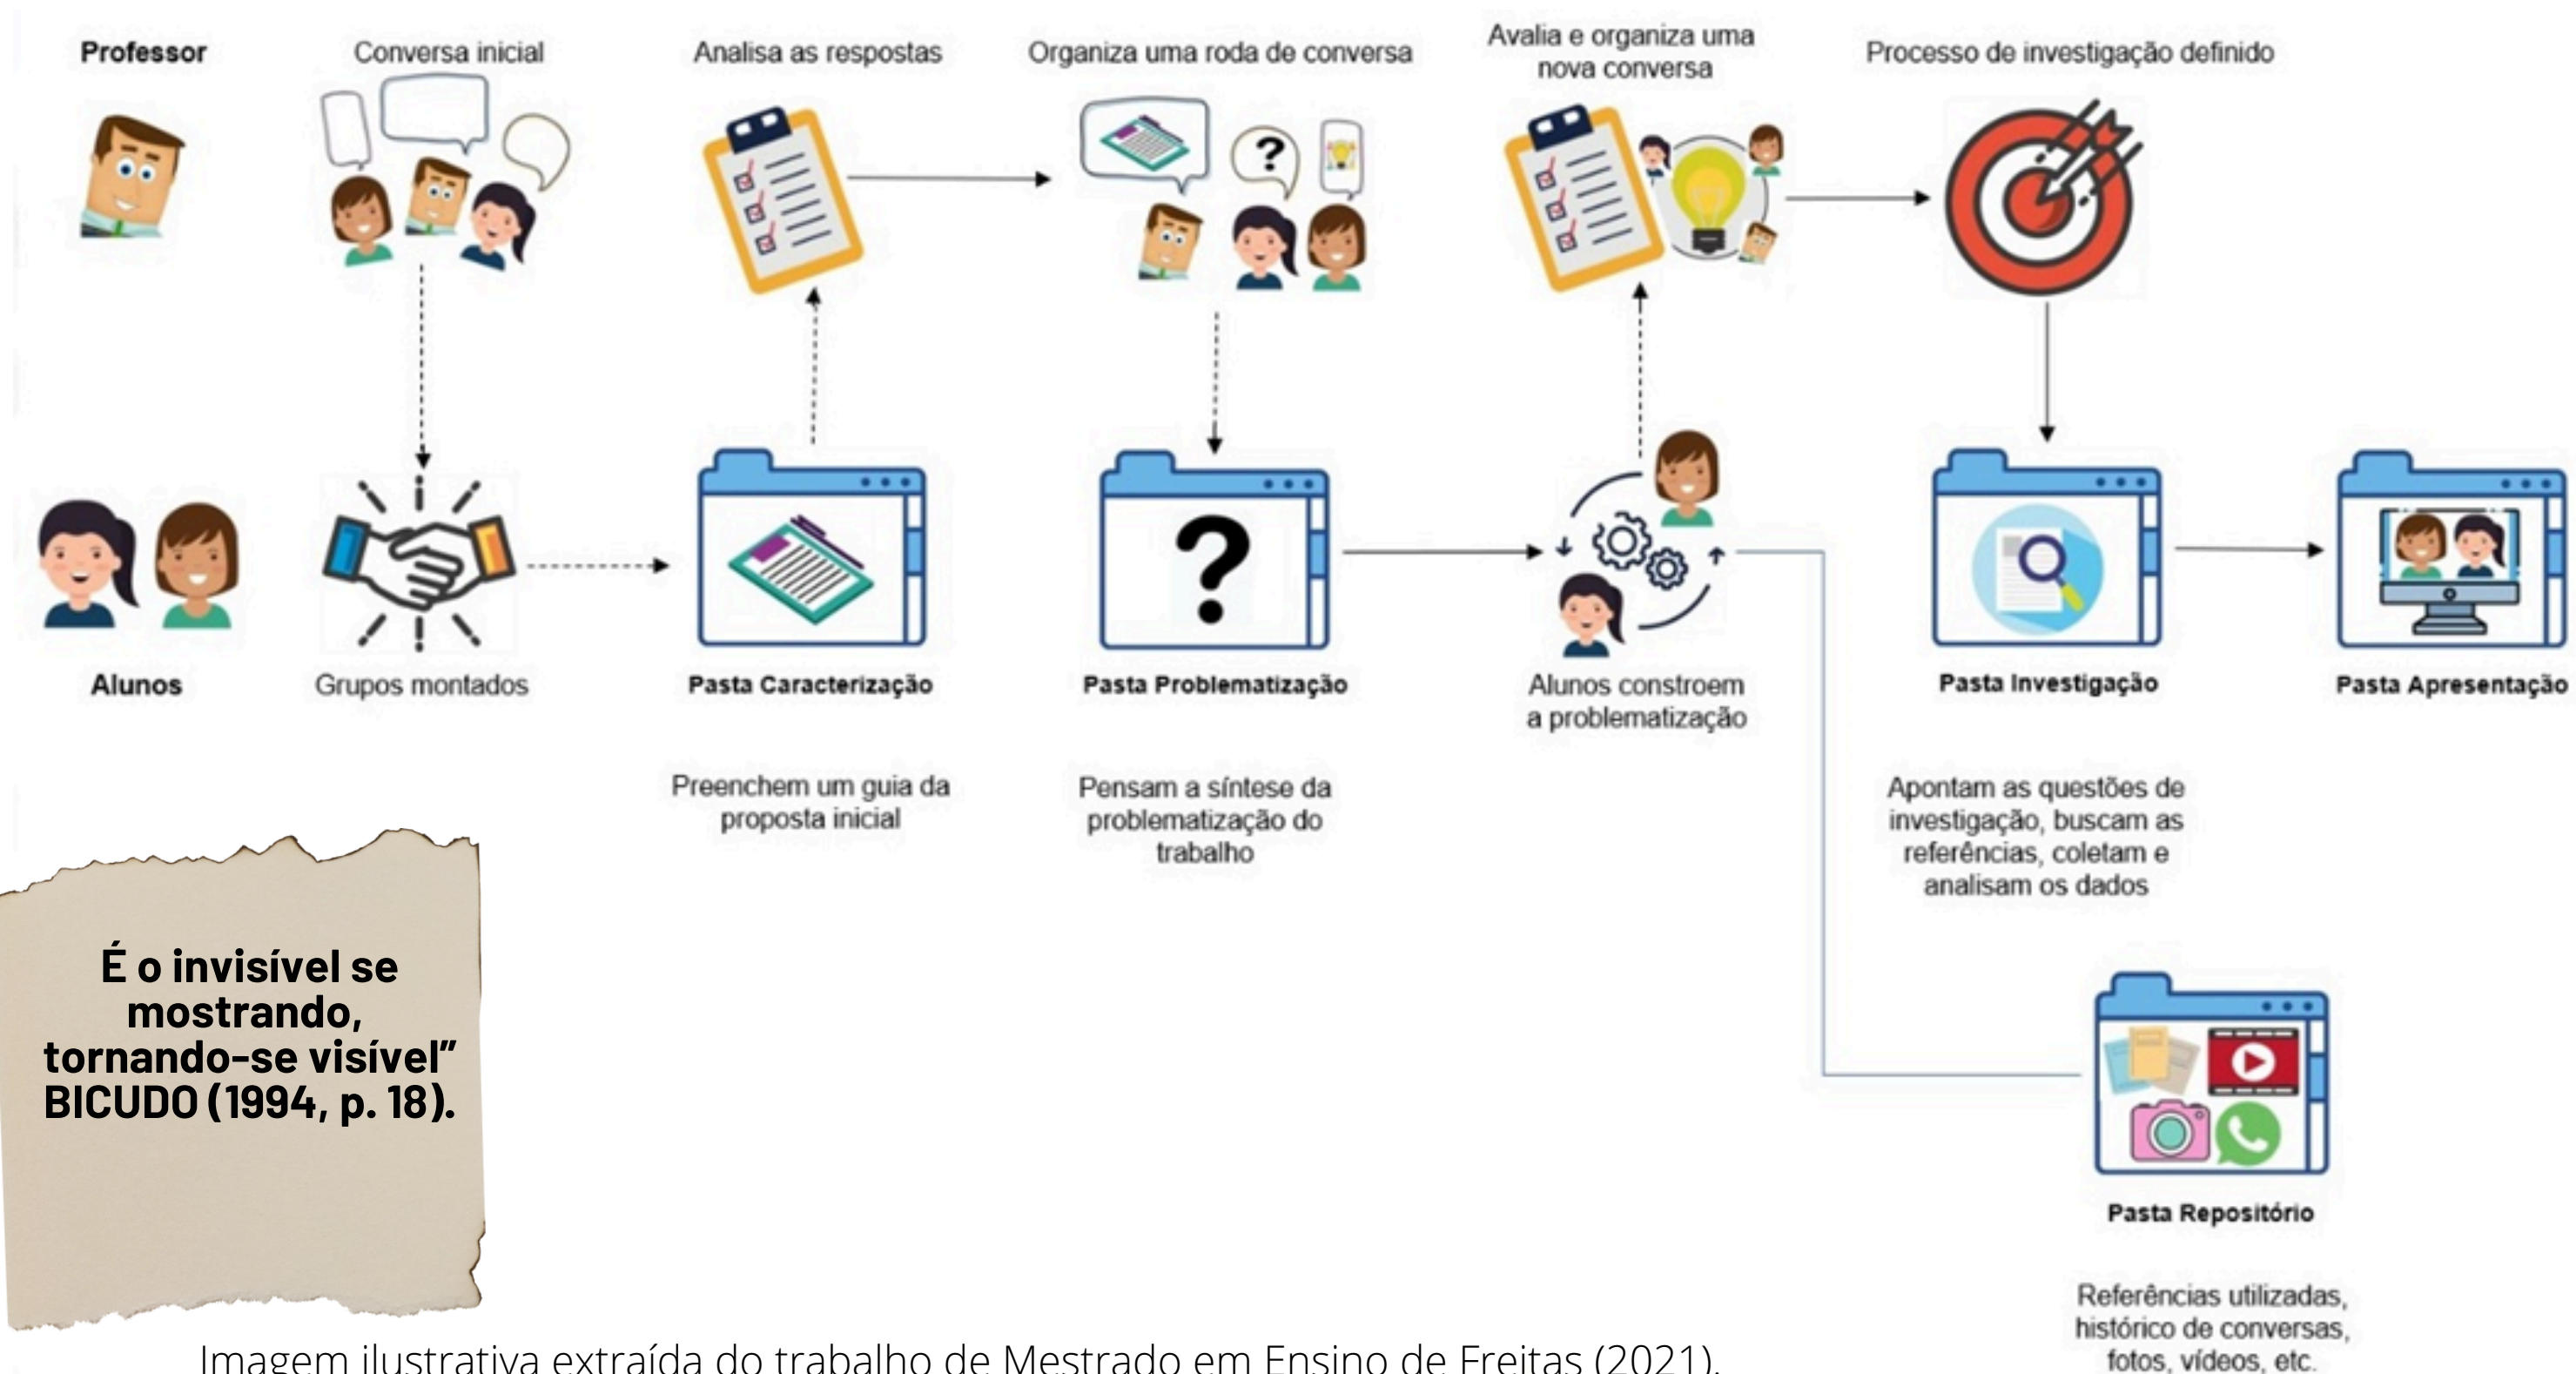 Professor
Conversa inicial
Analisa as respostas
Organiza uma roda de conversa
Avalia e organiza uma
nova conversa
Processo de investigação definido
?
?
Alunos
Grupos montados
Pasta Caracterização
Pasta Problematização
Alunos constroem
a problematização
Pasta Investigação
Pasta Apresentação
Preenchem um guia da
proposta inicial
Pensam a síntese da
problematização do
trabalho
Apontam as questões de
investigação, buscam as
referências, coletam e
analisam os dados
É o invisível se
mostrando,
tornando-se visível”
BICUDO (1994, p. 18).
Pasta Repositório
Referências utilizadas,
histórico de conversas,
fotos, vídeos, etc.
Imagem ilustrativa extraída do trabalho de Mestrado em Ensino de Freitas (2021).